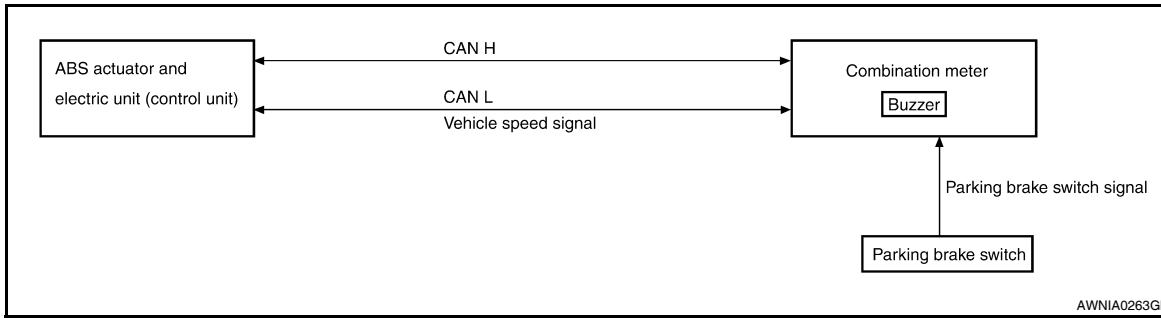 CAN H
ABS actuator and
electric unit (control unit)
CAN L
Vehicle speed signal
Combination meter
Buzzer
Parking brake switch signal
Parking brake switch
AWNIA0263G